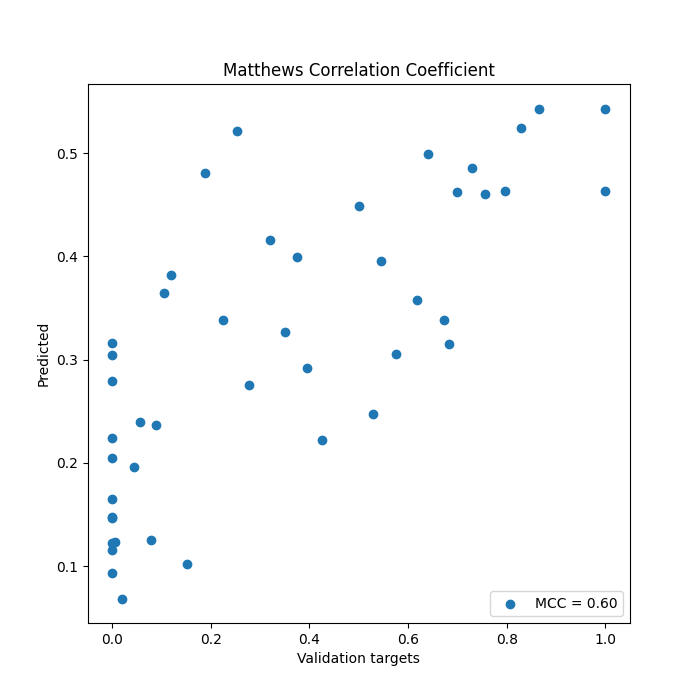 Matthews Correlation Coefficient
Predicted
0.5
0.4
0.3
0.2
0.1
MCC = 0.60
0.0 0.2 0.4 0.6 0.8 1.0
Validation targets